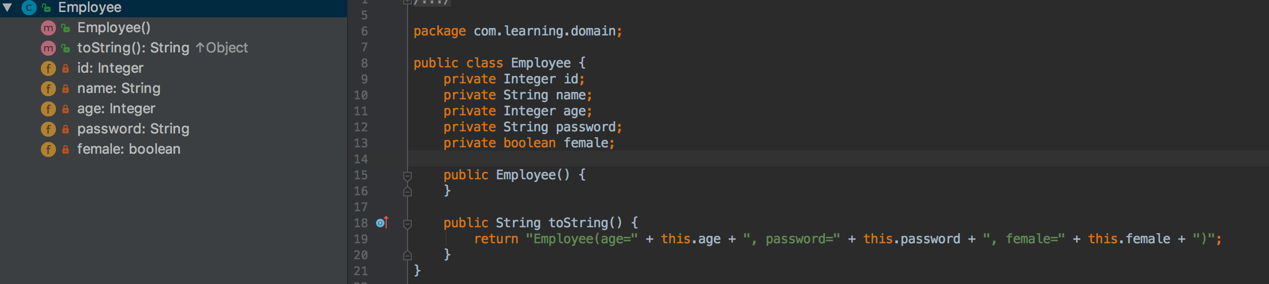 Employee
Employee()
toString(): String ↑Object
id: Integer
name: String
age: Integer
password: String
female: boolean
/.../
5
6 package com.learning.domain;
7
8 public class Employee {
9 private Integer id;
10 private String name;
11 private Integer age;
12 private String password;
13 private boolean female;
14
15 public Employee() {
16 }
17
18 public String toString() {
19 return "Employee(age=" + this.age + ", password=" + this.password + ", female=" + this.female + ")";
20 }
21 }